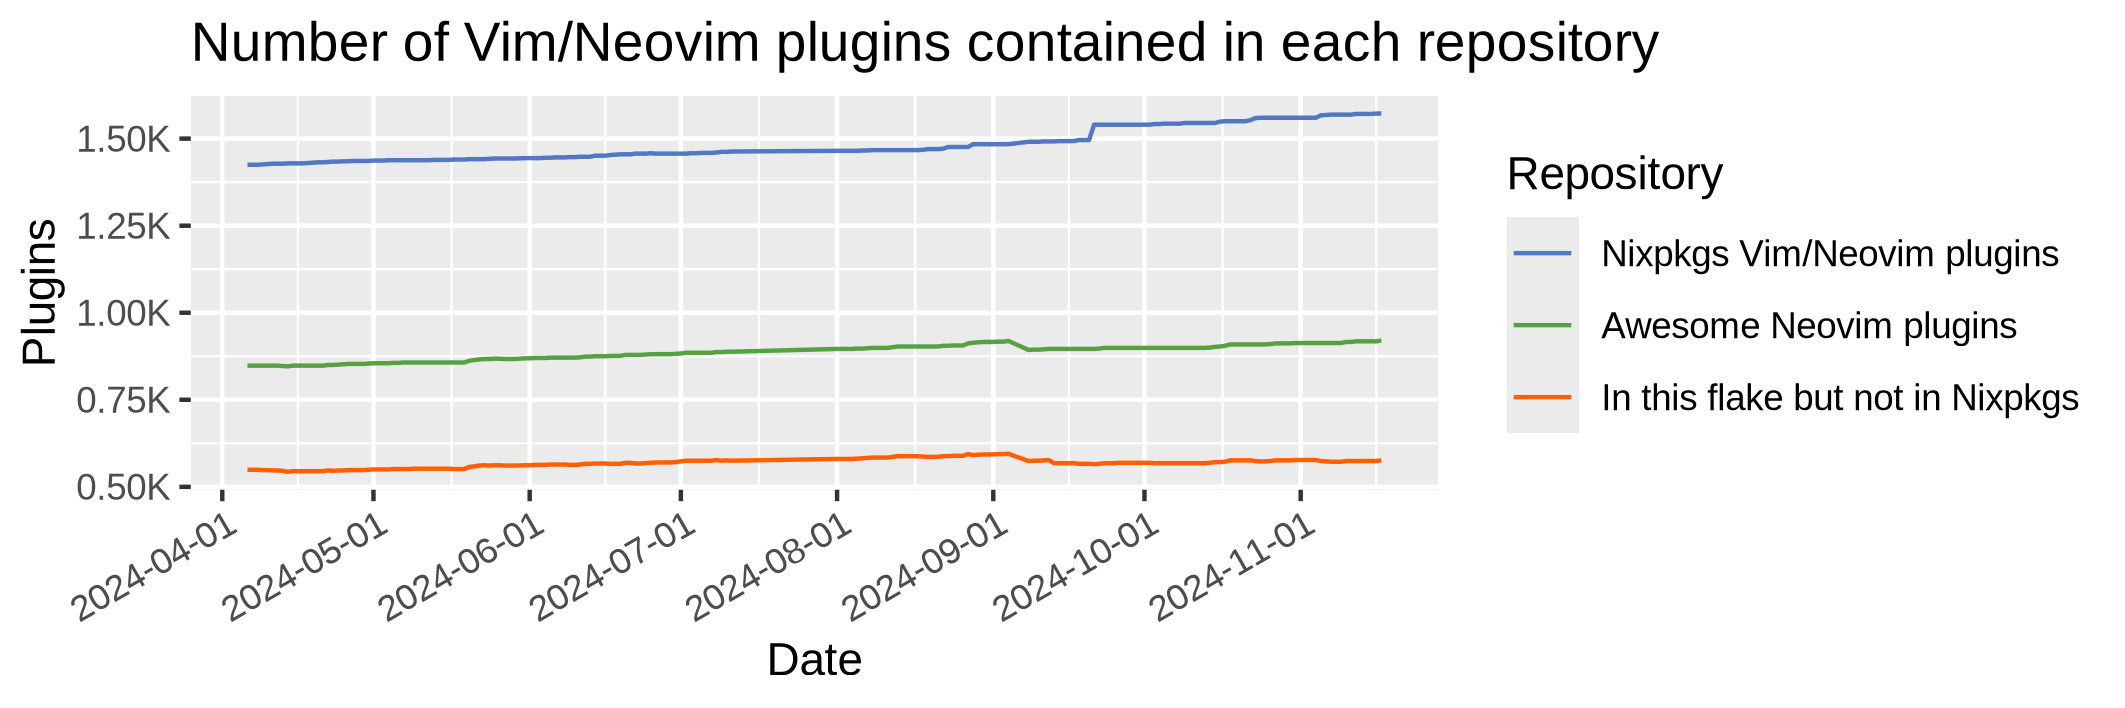 Number of Vim/Neovim plugins contained in each repository
Plugins
1.50K
1.25K
1.00K
0.75K
0.50K
2024-04-01
2024-05-01
2024-06-01
2024-07-01
2024-08-01
2024-09-01
2024-10-01
2024-11-01
Date
Repository
Nixpkgs Vim/Neovim plugins
Awesome Neovim plugins
In this flake but not in Nixpkgs